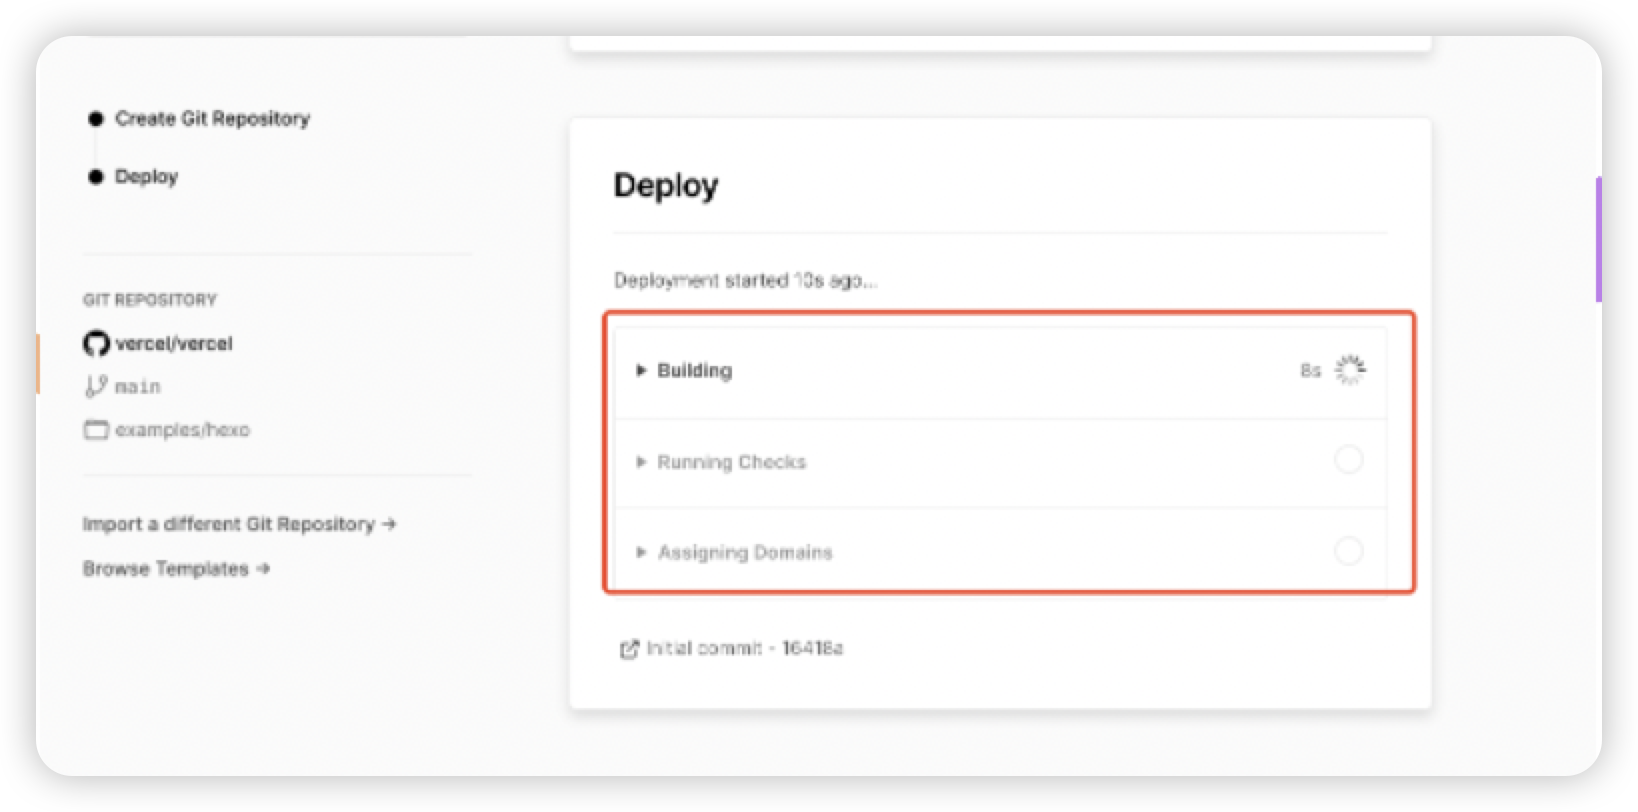 Create Git Repository
Deploy
GIT REPOSITORY
vercel/vercel
main
examples/hexo
Import a different Git Repository →
Browse Templates →
Deploy
Deployment started 10s ago...
Building 8s
Running Checks
Assigning Domains
Initial commit - 16418a